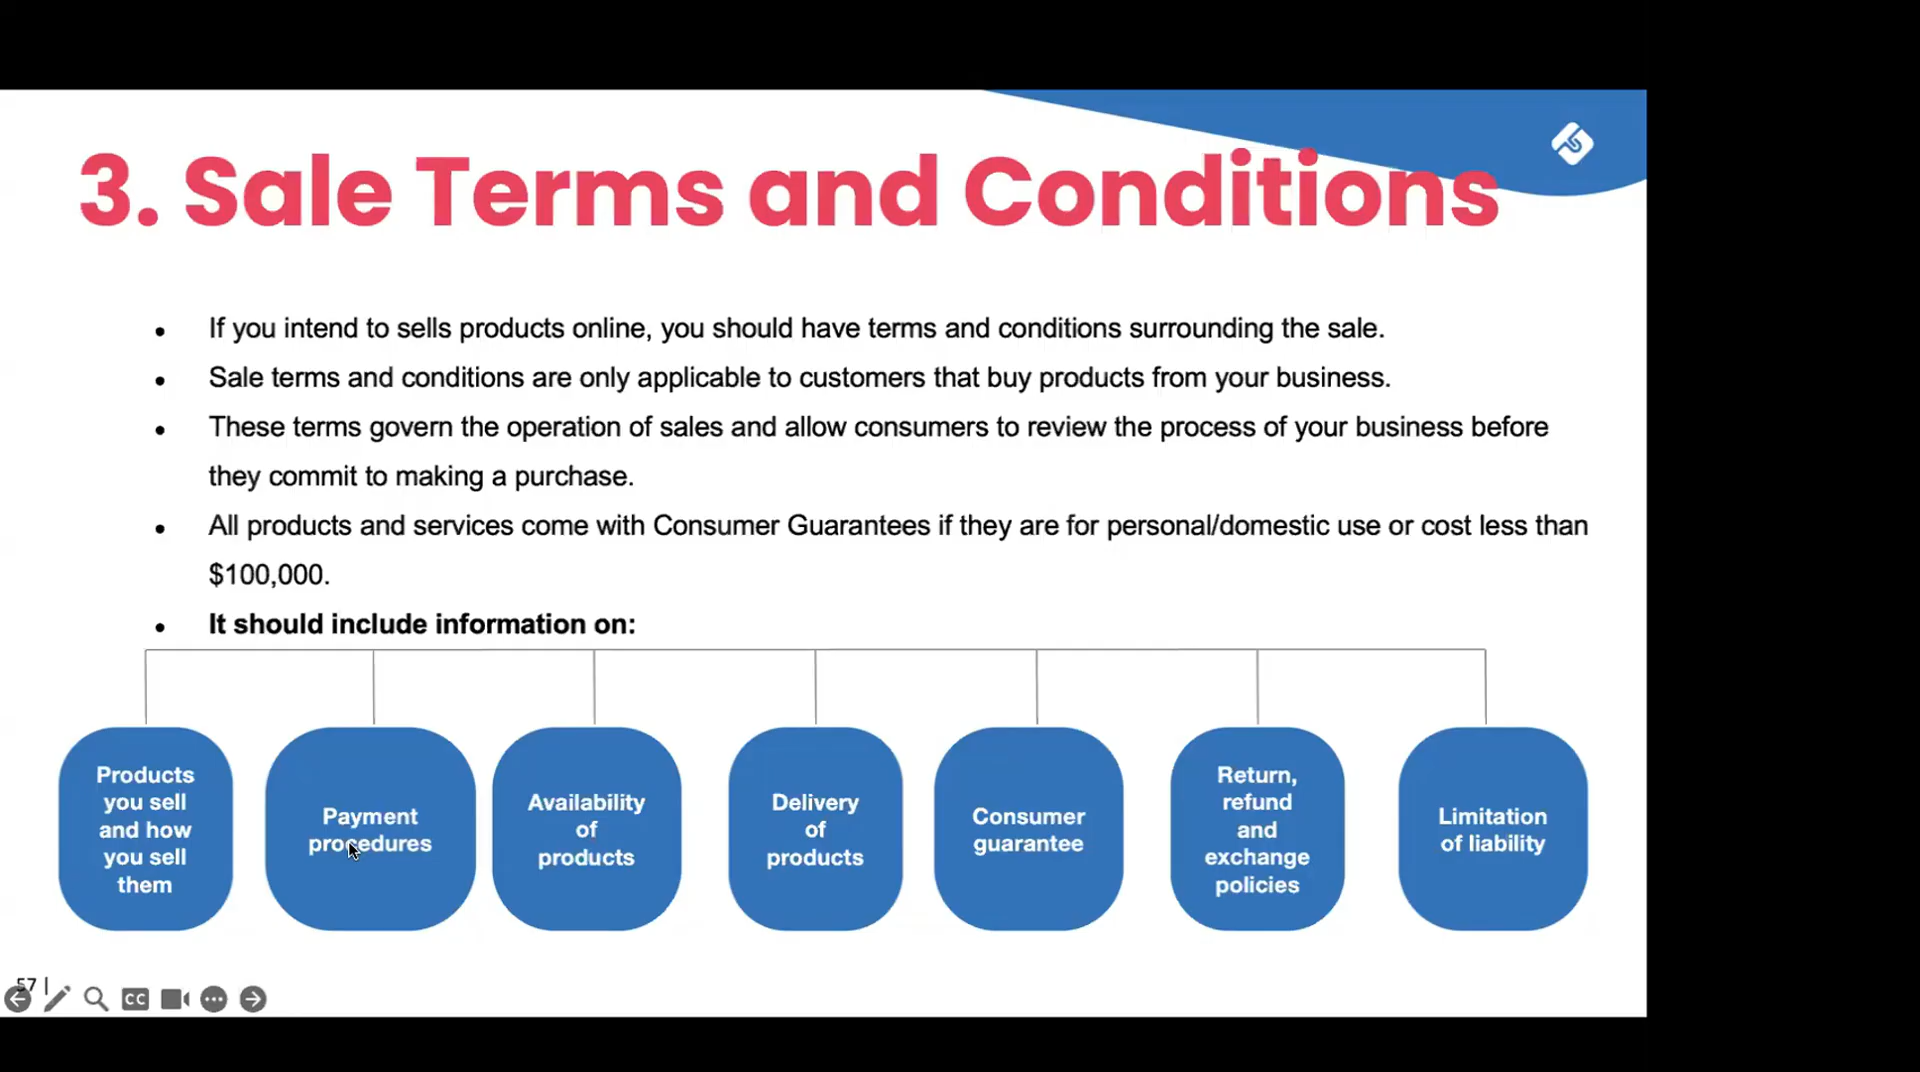 3. Sale Terms and Conditions
• If you intend to sells products online, you should have terms and conditions surrounding the sale.
• Sale terms and conditions are only applicable to customers that buy products from your business.
• These terms govern the operation of sales and allow consumers to review the process of your business before
they commit to making a purchase.
• All products and services come with Consumer Guarantees if they are for personal/domestic use or cost less than
$100,000.
• It should include information on:
Products
you sell
and how
you sell
them
Payment
procedures
Availability
of
products
Delivery
of
products
Consumer
guarantee
Return,
refund
and
exchange
policies
Limitation
of liability
57 |
CC